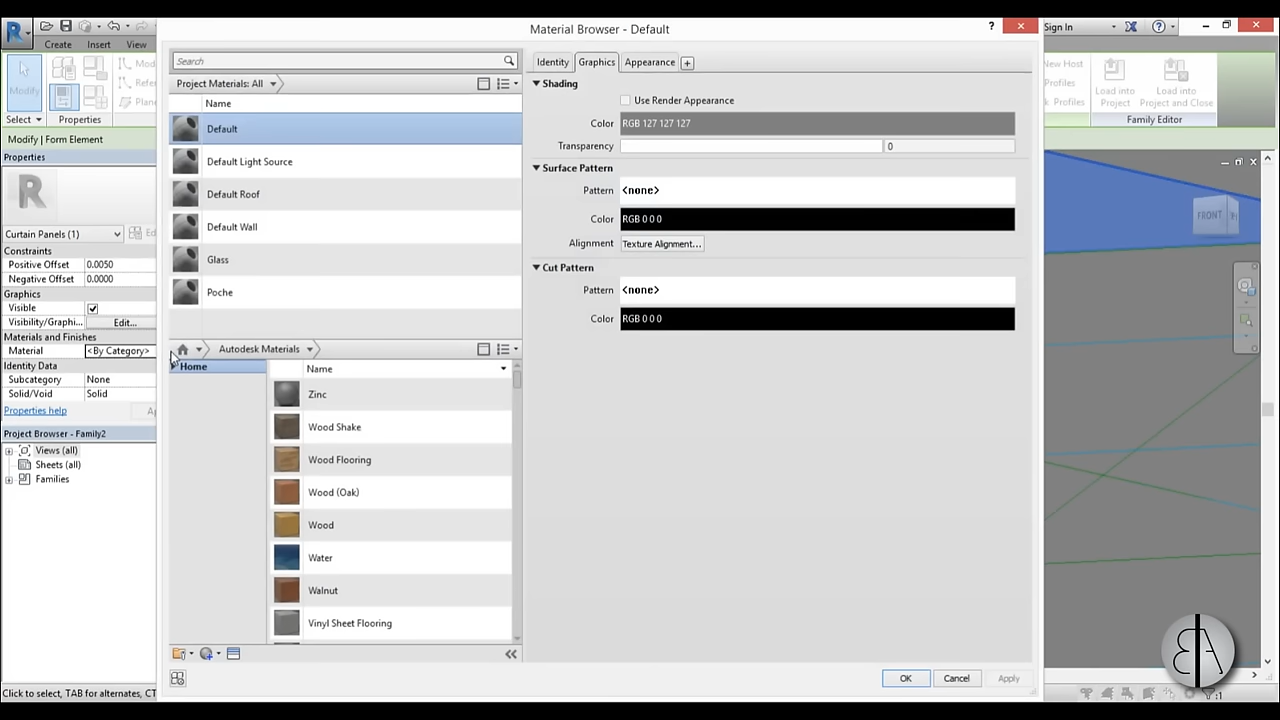 Material Browser - Default
?
Sign In
Create
Insert
View
Modify
Select
Properties
Search
Project Materials: All
Name
Default
Default Light Source
Default Roof
Default Wall
Glass
Poche
Autodesk Materials
Home
Name
Zinc
Wood Shake
Wood Flooring
Wood (Oak)
Wood
Water
Walnut
Vinyl Sheet Flooring
Identity
Graphics
Appearance
Shading
Use Render Appearance
Color
RGB 127 127 127
Transparency
0
Surface Pattern
Pattern
<none>
Color
RGB 0 0 0
Alignment
Texture Alignment...
Cut Pattern
Pattern
<none>
Color
RGB 0 0 0
OK
Cancel
Apply
New Host
Profiles
Profiles
Load into
Project
Load into
Project and Close
Family Editor
FRONT
Modify | Form Element
Properties
R
Curtain Panels (1)
Constraints
Positive Offset 0.0050
Negative Offset 0.0000
Graphics
Visible
Visibility/Graphi... Edit...
Materials and Finishes
Material <By Category>
Identity Data
Subcategory None
Solid/Void Solid
Properties help
Project Browser - Family2
Views (all)
Sheets (all)
Families
Click to select, TAB for alternates, CT
:1